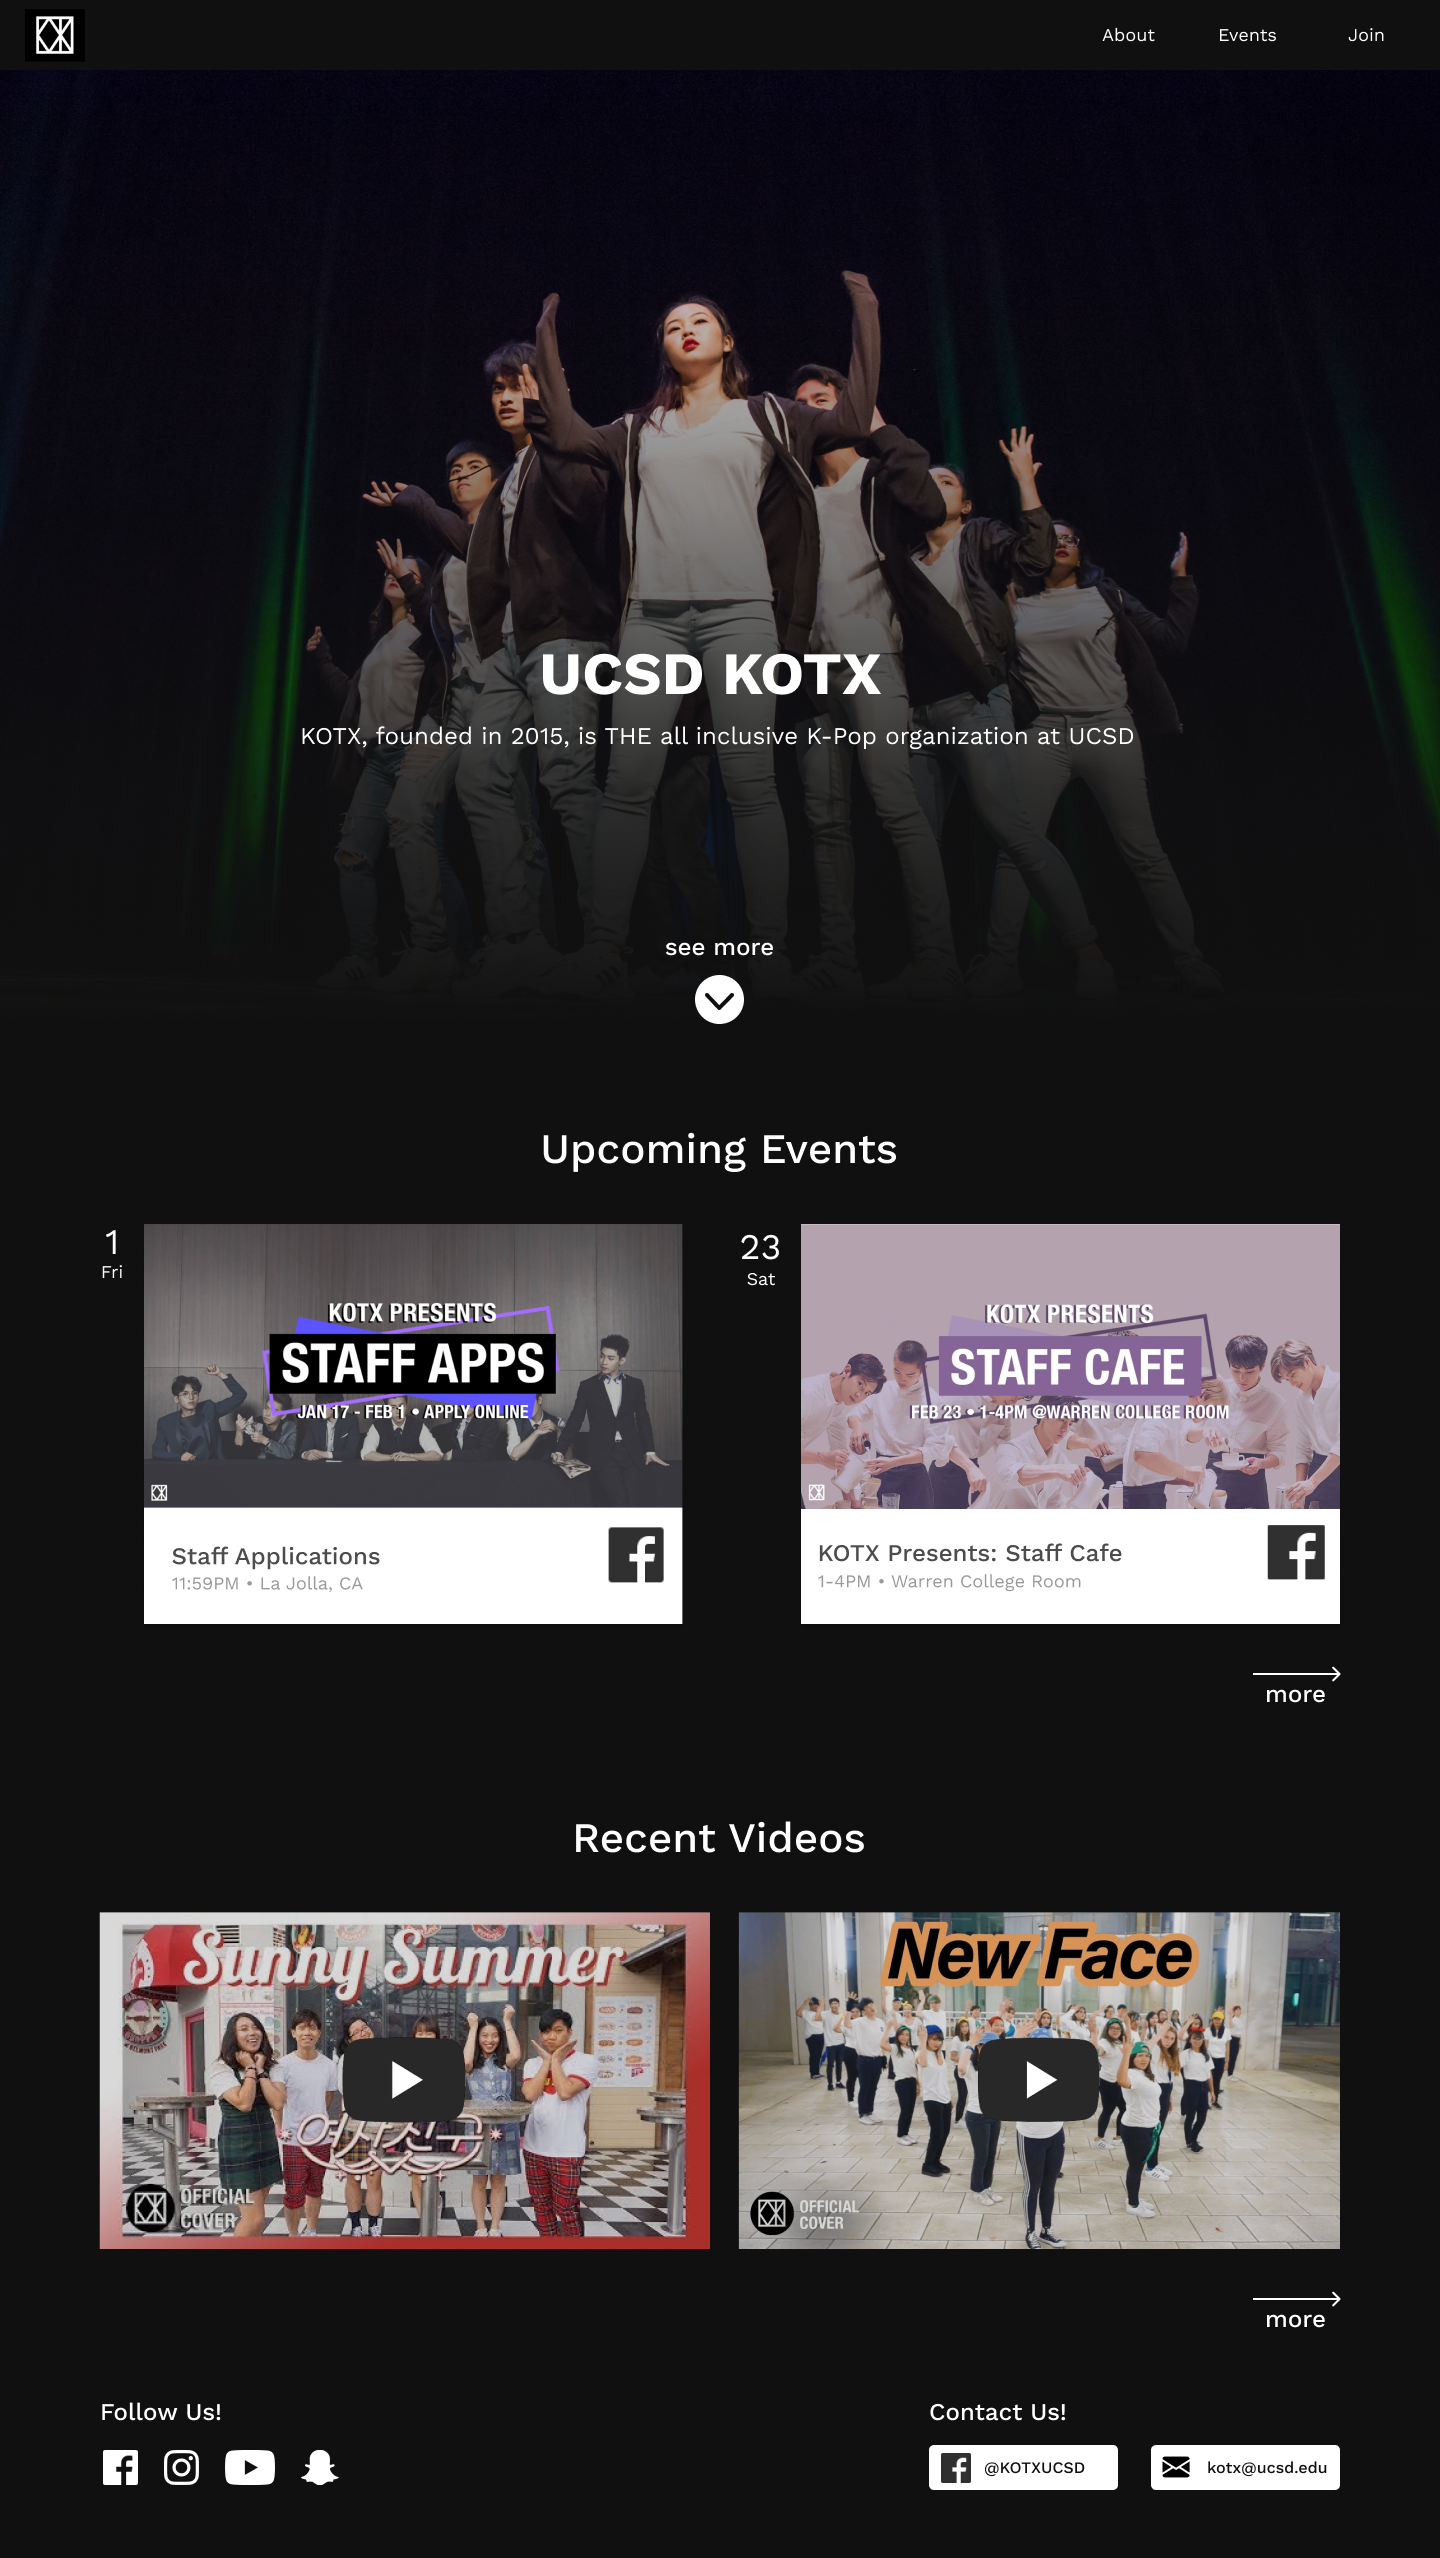 About Events Join
UCSD KOTX
KOTX, founded in 2015, is THE all inclusive K-Pop organization at UCSD
see more
Upcoming Events
1
Fri
KOTX PRESENTS
STAFF APPS
JAN 17 - FEB 1 • APPLY ONLINE
Staff Applications
11:59PM • La Jolla, CA
23
Sat
KOTX PRESENTS
STAFF CAFE
FEB 23 • 1-4PM @WARREN COLLEGE ROOM
KOTX Presents: Staff Cafe
1-4PM • Warren College Room
more
Recent Videos
Sunny Summer
여자친구
OFFICIAL
COVER
New Face
OFFICIAL
COVER
more
Follow Us!
Contact Us!
@KOTXUCSD
kotx@ucsd.edu